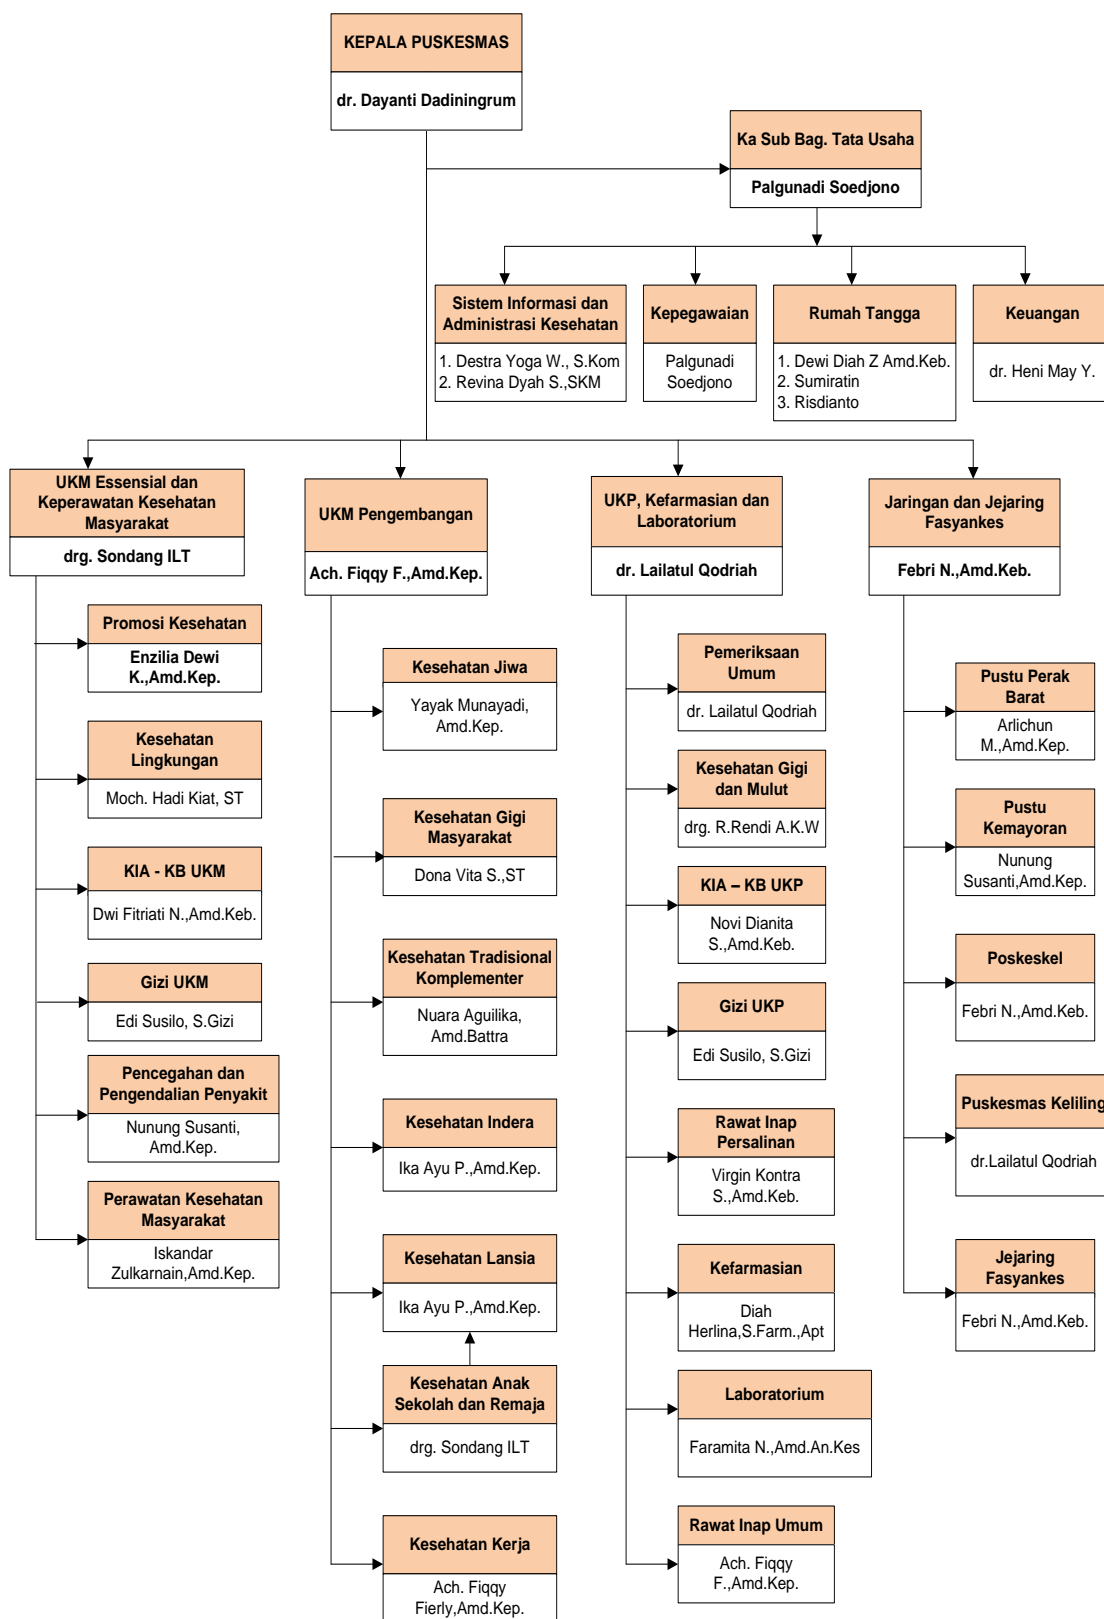 KEPALA PUSKESMAS
dr. Dayanti Dadiningrum
Ka Sub Bag. Tata Usaha
Palgunadi Soedjono
Sistem Informasi dan
Administrasi Kesehatan
1. Destra Yoga W., S.Kom
2. Revina Dyah S.,SKM
Kepegawaian
Palgunadi
Soedjono
Rumah Tangga
1. Dewi Diah Z Amd.Keb.
2. Sumiratin
3. Risdianto
Keuangan
dr. Heni May Y.
UKM Essensial dan
Keperawatan Kesehatan
Masyarakat
drg. Sondang ILT
Promosi Kesehatan
Enzilia Dewi
K.,Amd.Kep.
Kesehatan
Lingkungan
Moch. Hadi Kiat, ST
KIA - KB UKM
Dwi Fitriati N.,Amd.Keb.
Gizi UKM
Edi Susilo, S.Gizi
Pencegahan dan
Pengendalian Penyakit
Nunung Susanti,
Amd.Kep.
Perawatan Kesehatan
Masyarakat
Iskandar
Zulkarnain,Amd.Kep.
UKM Pengembangan
Ach. Fiqqy F.,Amd.Kep.
Kesehatan Jiwa
Yayak Munayadi,
Amd.Kep.
Kesehatan Gigi
Masyarakat
Dona Vita S.,ST
Kesehatan Tradisional
Komplementer
Nuara Aguilika,
Amd.Battra
Kesehatan Indera
Ika Ayu P.,Amd.Kep.
Kesehatan Lansia
Ika Ayu P.,Amd.Kep.
Kesehatan Anak
Sekolah dan Remaja
drg. Sondang ILT
Kesehatan Kerja
Ach. Fiqqy
Fierly,Amd.Kep.
UKP, Kefarmasian dan
Laboratorium
dr. Lailatul Qodriah
Pemeriksaan
Umum
dr. Lailatul Qodriah
Kesehatan Gigi
dan Mulut
drg. R.Rendi A.K.W
KIA – KB UKP
Novi Dianita
S.,Amd.Keb.
Gizi UKP
Edi Susilo, S.Gizi
Rawat Inap
Persalinan
Virgin Kontra
S.,Amd.Keb.
Kefarmasian
Diah
Herlina,S.Farm.,Apt
Laboratorium
Faramita N.,Amd.An.Kes
Rawat Inap Umum
Ach. Fiqqy
F.,Amd.Kep.
Jaringan dan Jejaring
Fasyankes
Febri N.,Amd.Keb.
Pustu Perak
Barat
Arlichun
M.,Amd.Kep.
Pustu
Kemayoran
Nunung
Susanti,Amd.Kep.
Poskeskel
Febri N.,Amd.Keb.
Puskesmas Keliling
dr.Lailatul Qodriah
Jejaring
Fasyankes
Febri N.,Amd.Keb.